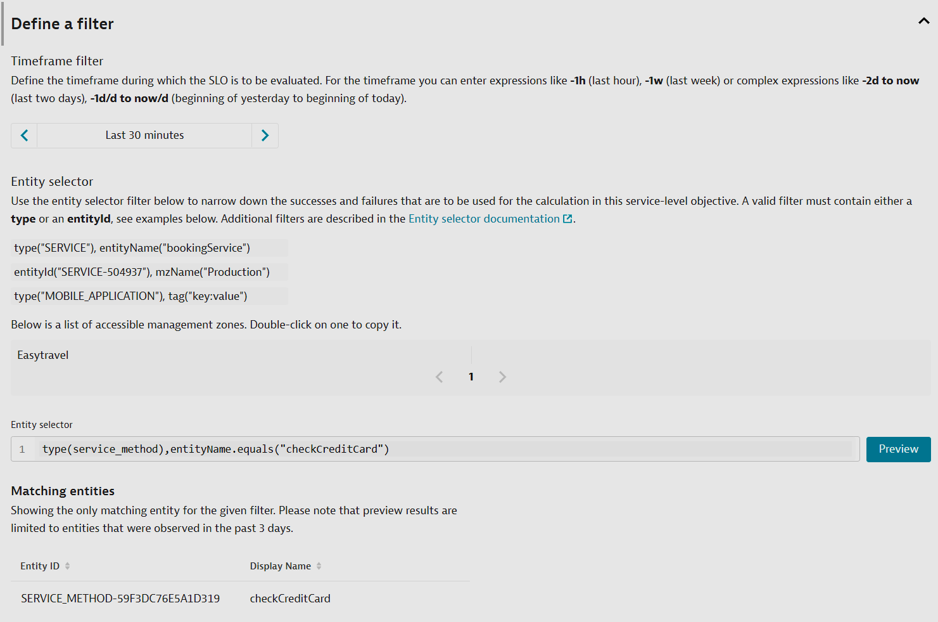 Define a filter
Timeframe filter
Define the timeframe during which the SLO is to be evaluated. For the timeframe you can enter expressions like -1h (last hour), -1w (last week) or complex expressions like -2d to now
(last two days), -1d/d to now/d (beginning of yesterday to beginning of today).
Last 30 minutes
Entity selector
Use the entity selector filter below to narrow down the successes and failures that are to be used for the calculation in this service-level objective. A valid filter must contain either a
type or an entityId, see examples below. Additional filters are described in the Entity selector documentation.
type("SERVICE"), entityName("bookingService")
entityId("SERVICE-504937"), mzName("Production")
type("MOBILE_APPLICATION"), tag("key:value")
Below is a list of accessible management zones. Double-click on one to copy it.
Easytravel
1
Entity selector
1 type(service_method),entityName.equals("checkCreditCard")
Preview
Matching entities
Showing the only matching entity for the given filter. Please note that preview results are
limited to entities that were observed in the past 3 days.
Entity ID Display Name
SERVICE_METHOD-59F3DC76E5A1D319 checkCreditCard